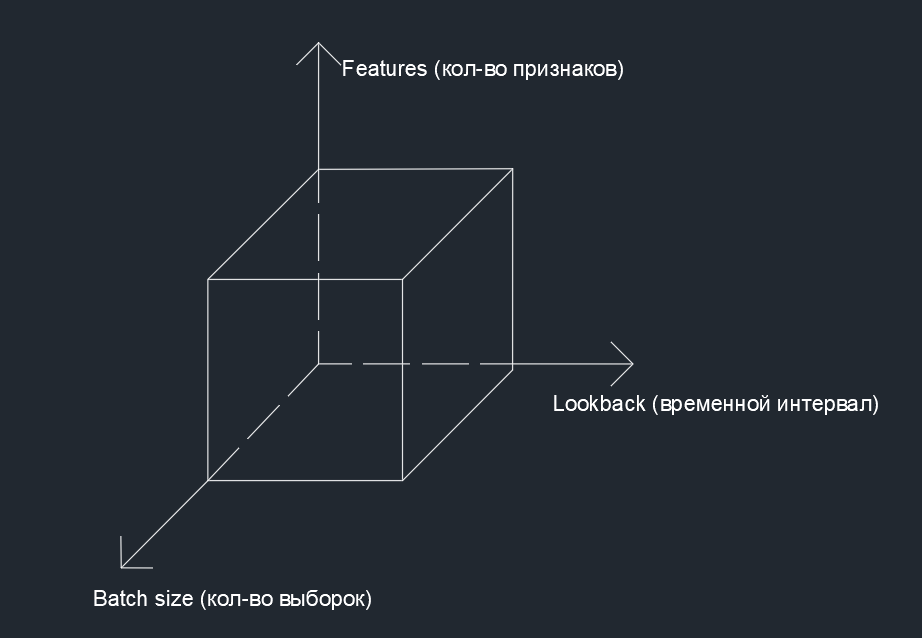 Features (кол-во признаков)
Lookback (временной интервал)
Batch size (кол-во выборок)